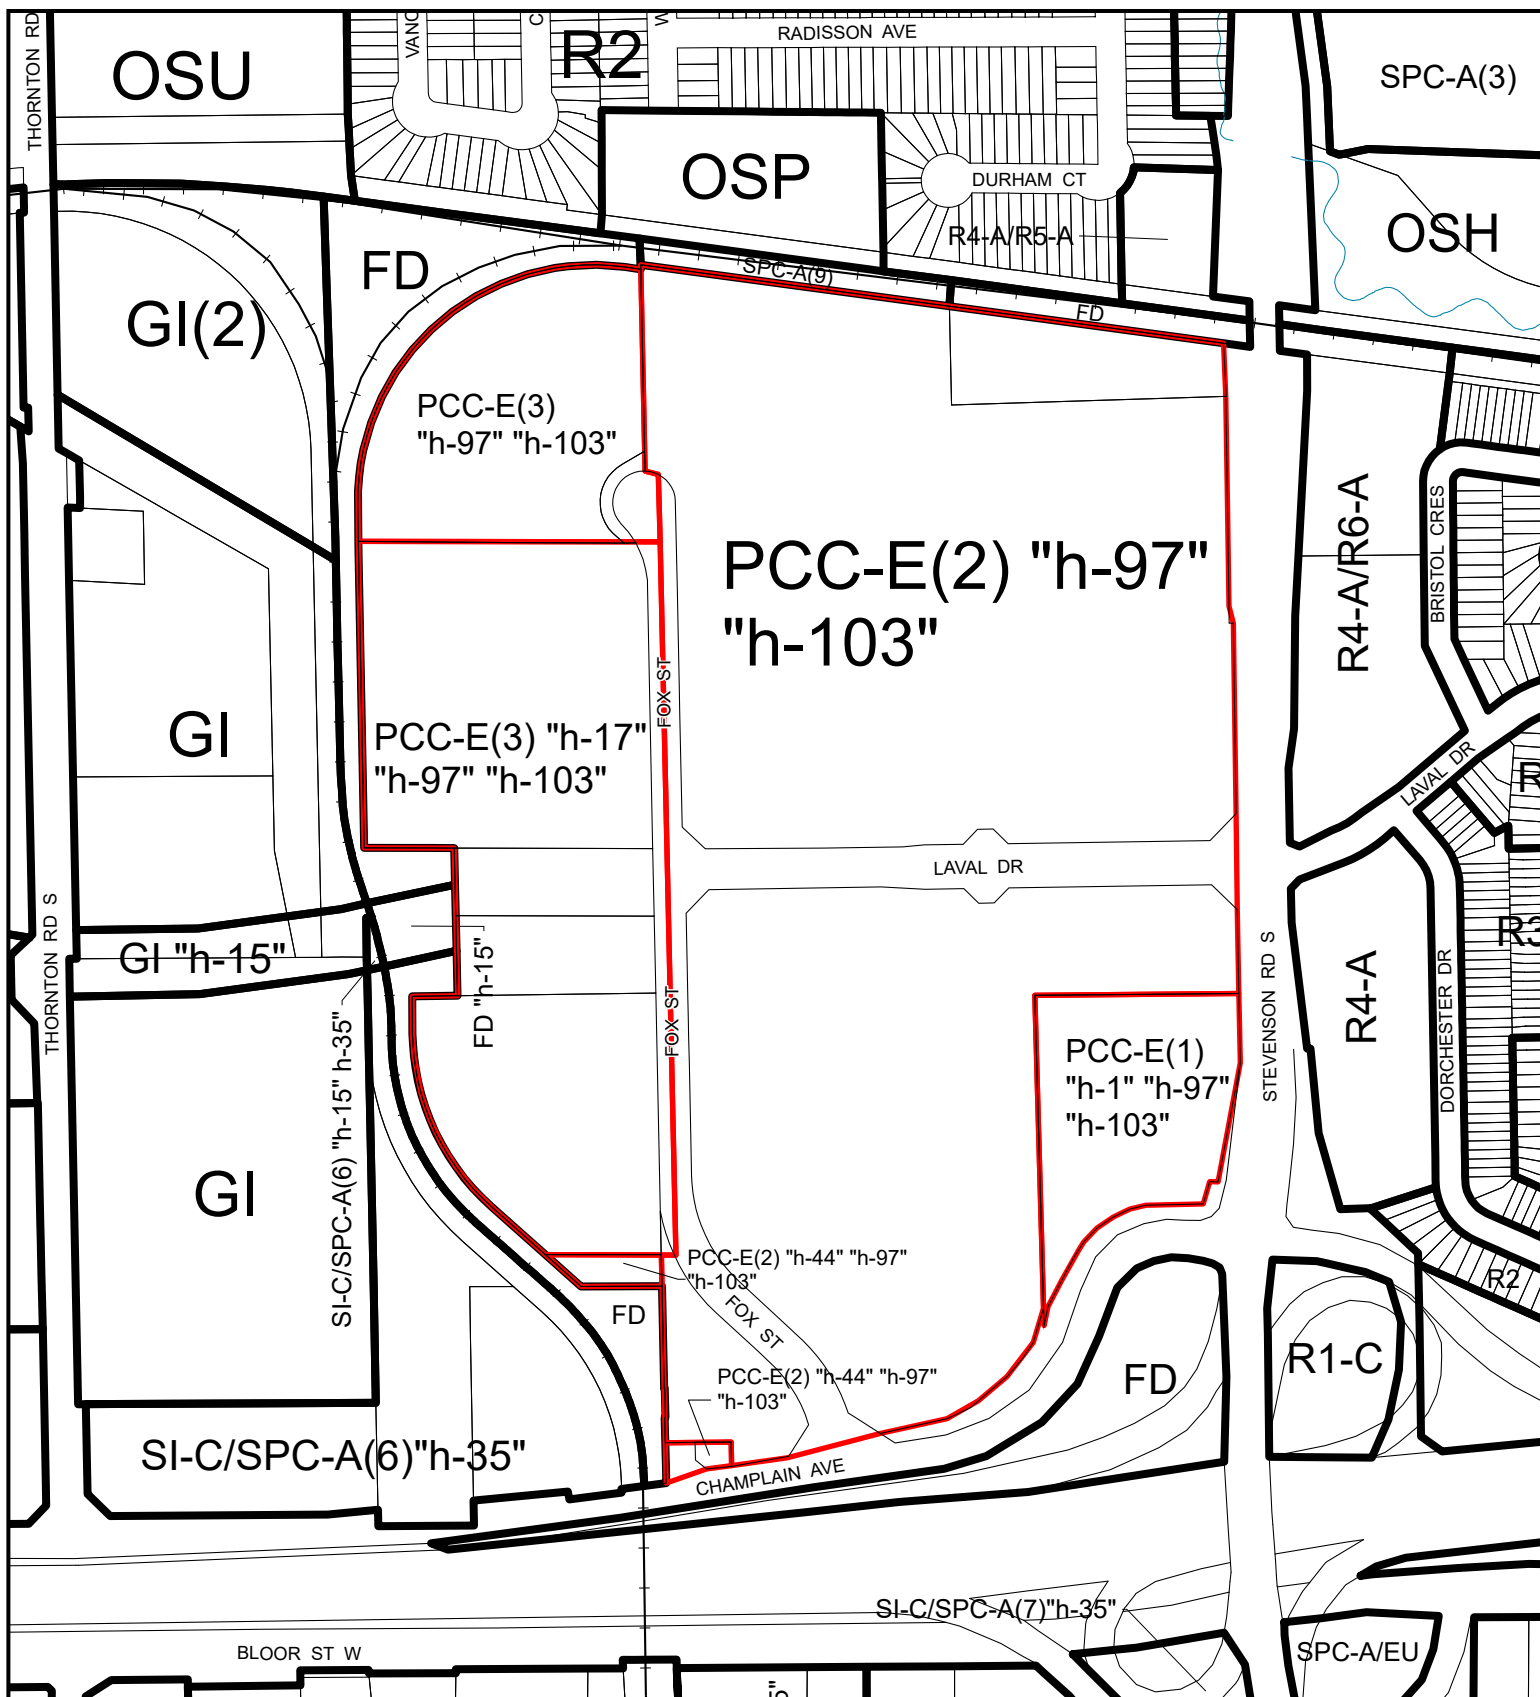 THORNTON RD
OSU
VANC
C
R2
W
RADISSON AVE
SPC-A(3)
OSP
DURHAM CT
R4-A/R5-A
OSH
FD
SPC-A(9)
FD
GI(2)
PCC-E(3)
"h-97" "h-103"
PCC-E(2) "h-97"
"h-103"
R4-A/R6-A
BRISTOL CRES
FOX ST
GI
PCC-E(3) "h-17"
"h-97" "h-103"
LAVAL DR
R
LAVAL DR
THORNTON RD S
GI "h-15"
FD "h-15"
FOX ST
STEVENSON RD S
R4-A
DORCHESTER DR
R3
SI-C/SPC-A(6) "h-15" h-35"
PCC-E(1)
"h-1" "h-97"
"h-103"
GI
PCC-E(2) "h-44" "h-97"
"h-103"
R2
FD
FOX ST
PCC-E(2) "h-44" "h-97"
"h-103"
FD
R1-C
SI-C/SPC-A(6)"h-35"
CHAMPLAIN AVE
SI-C/SPC-A(7)"h-35"
BLOOR ST W
SPC-A/EU